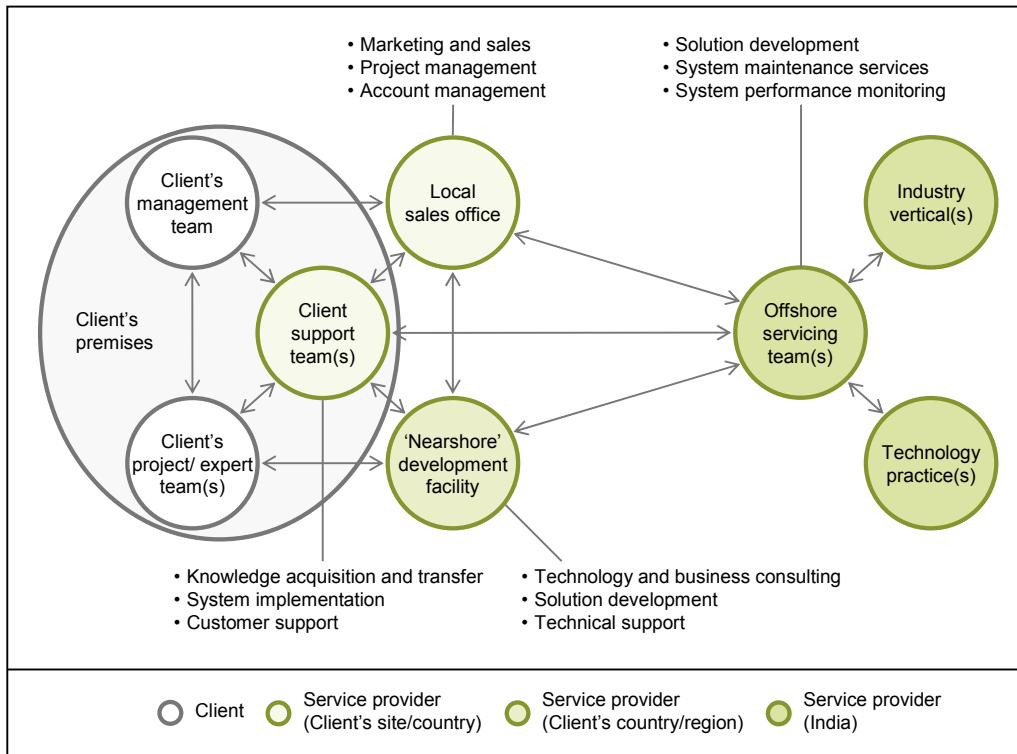 • Marketing and sales
• Project management
• Account management
• Solution development
• System maintenance services
• System performance monitoring
Client's
management
team
Local
sales office
Industry
vertical(s)
Client's
premises
Client
support
team(s)
Offshore
servicing
team(s)
Client's
project/ expert
team(s)
‘Nearshore’
development
facility
Technology
practice(s)
• Knowledge acquisition and transfer
• System implementation
• Customer support
• Technology and business consulting
• Solution development
• Technical support
Client
Service provider
(Client's site/country)
Service provider
(Client's country/region)
Service provider
(India)